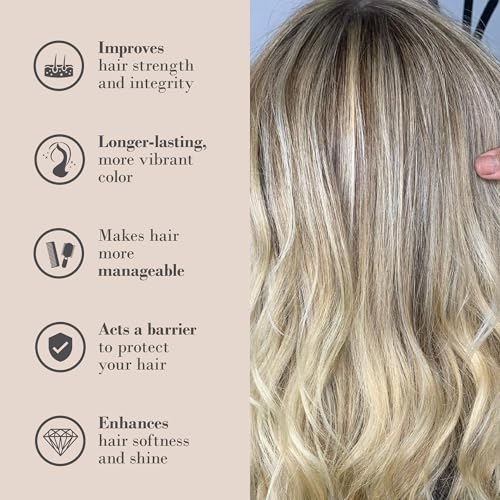 Improves
hair strength
and integrity
Longer-lasting,
more vibrant
color
Makes hair
more
manageable
Acts a barrier
to protect
your hair
Enhances
hair softness
and shine